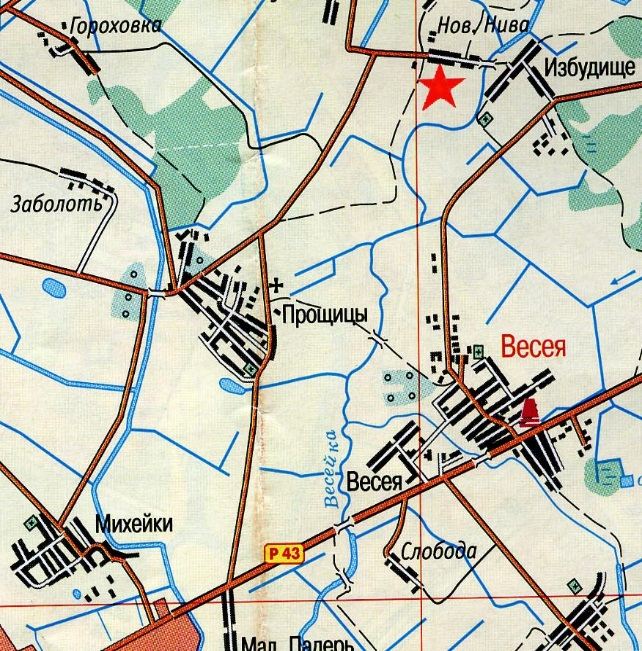 Гороховка
Нов. Нива
Избудище
Заболоть
Прощицы
Весея
Весейка
Весея
Михейки
Р 43
Слобода
Мал. Палерь